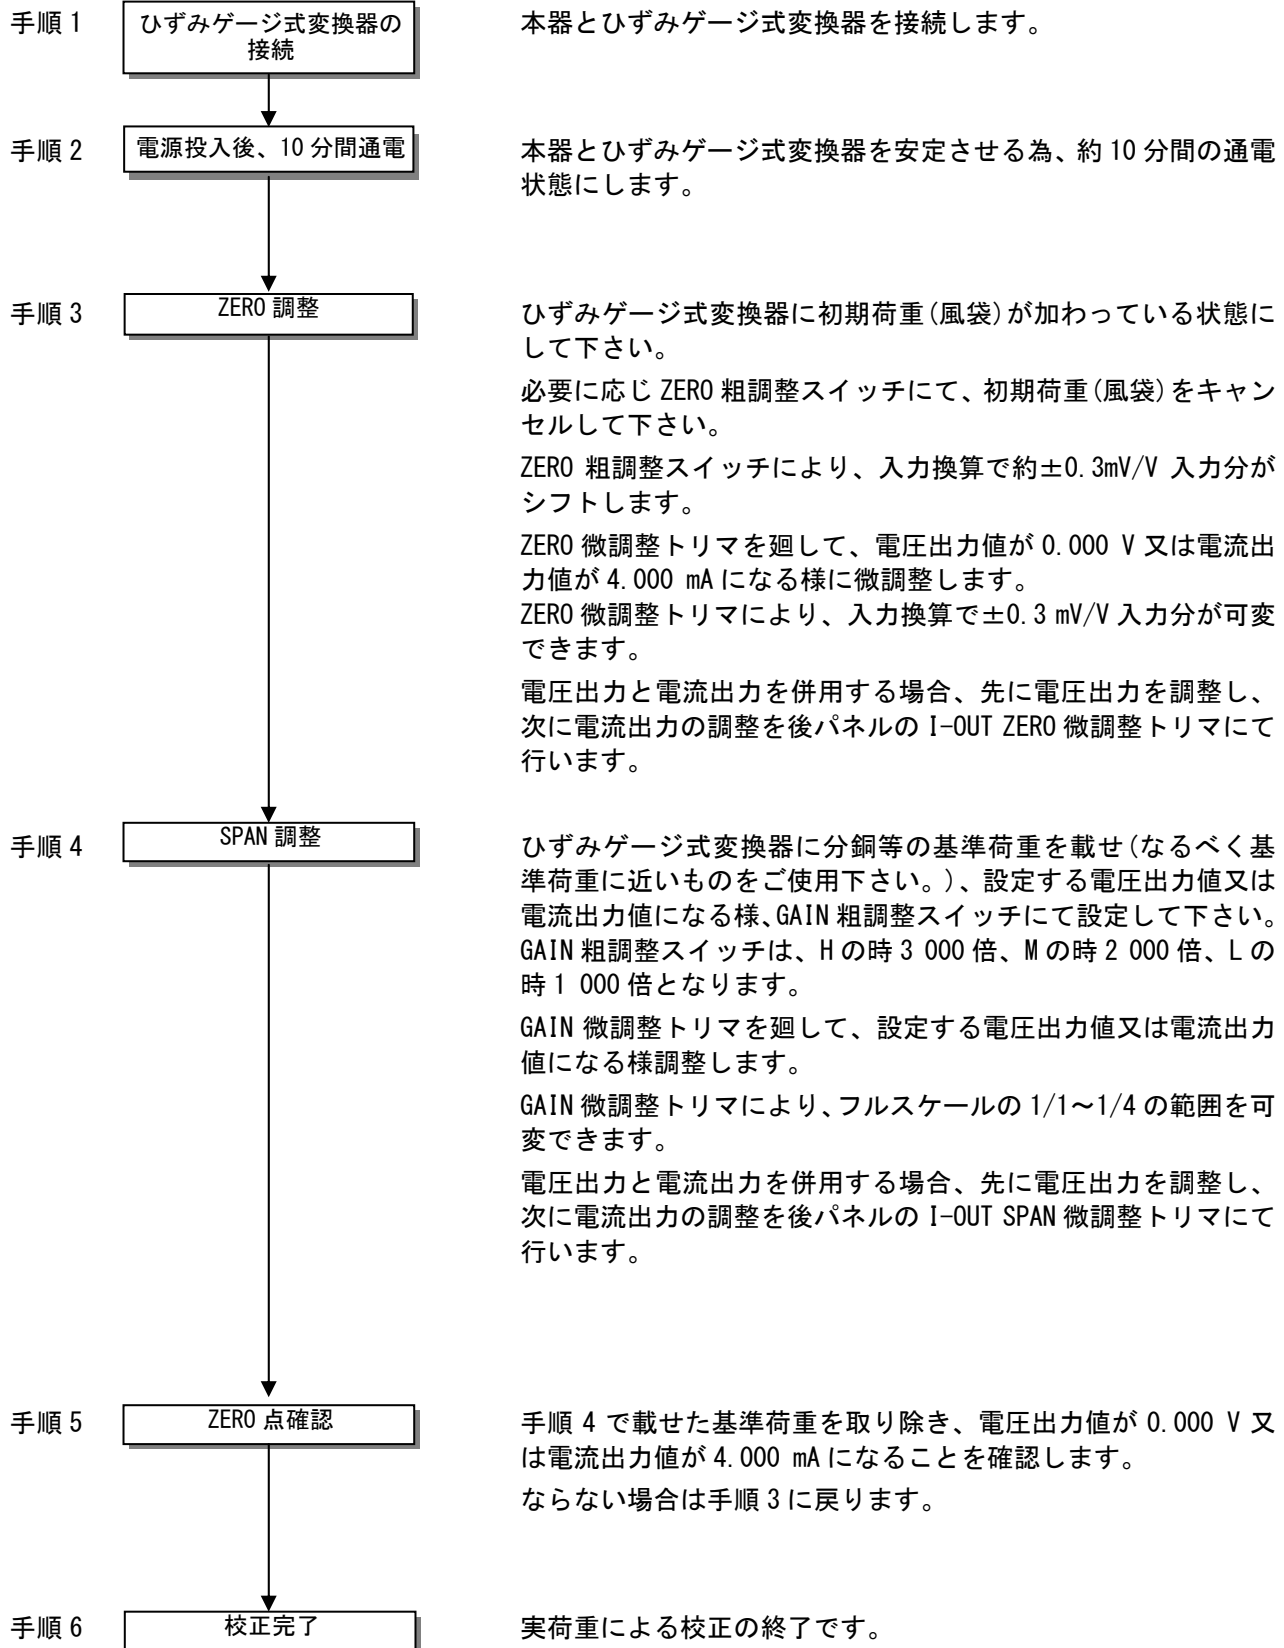 手順 1
ひずみゲージ式変換器の
接続
本器とひずみゲージ式変換器を接続します。
手順 2
電源投入後、10 分間通電
本器とひずみゲージ式変換器を安定させる為、約 10 分間の通電
状態にします。
手順 3
ZERO 調整
ひずみゲージ式変換器に初期荷重(風袋)が加わっている状態に
して下さい。
必要に応じ ZERO 粗調整スイッチにて、初期荷重(風袋)をキャン
セルして下さい。
ZERO 粗調整スイッチにより、入力換算で約±0.3mV/V 入力分が
シフトします。
ZERO 微調整トリマを廻して、電圧出力値が 0.000 V 又は電流出
力値が 4.000 mA になる様に微調整します。
ZERO 微調整トリマにより、入力換算で±0.3 mV/V 入力分が可変
できます。
電圧出力と電流出力を併用する場合、先に電圧出力を調整し、
次に電流出力の調整を後パネルの I-OUT ZERO 微調整トリマにて
行います。
手順 4
SPAN 調整
ひずみゲージ式変換器に分銅等の基準荷重を載せ(なるべく基
準荷重に近いものをご使用下さい。)、設定する電圧出力値又は
電流出力値になる様、GAIN 粗調整スイッチにて設定して下さい。
GAIN 粗調整スイッチは、H の時 3 000 倍、M の時 2 000 倍、L の
時 1 000 倍となります。
GAIN 微調整トリマを廻して、設定する電圧出力値又は電流出力
値になる様調整します。
GAIN 微調整トリマにより、フルスケールの 1/1～1/4 の範囲を可
変できます。
電圧出力と電流出力を併用する場合、先に電圧出力を調整し、
次に電流出力の調整を後パネルの I-OUT SPAN 微調整トリマにて
行います。
手順 5
ZERO 点確認
手順 4 で載せた基準荷重を取り除き、電圧出力値が 0.000 V 又
は電流出力値が 4.000 mA になることを確認します。
ならない場合は手順 3 に戻ります。
手順 6
校正完了
実荷重による校正の終了です。